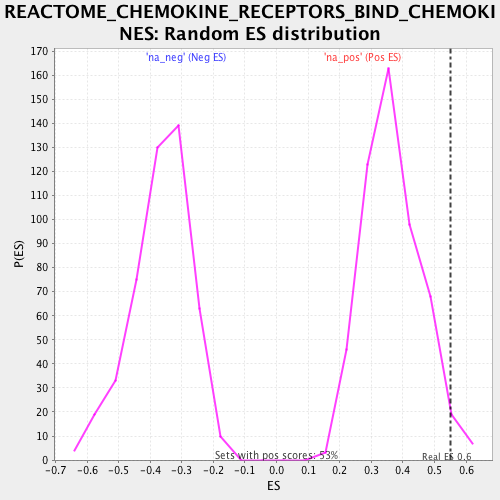 REACTOME_CHEMOKINE_RECEPTORS_BIND_CHEMOKI
NES: Random ES distribution
'na_neg' (Neg ES)
'na_pos' (Pos ES)
170
160
150
140
130
120
110
100
90
80
70
60
50
40
30
20
10
0
P(ES)
Sets with pos scores: 53%
Real ES 0.6
-0.7 -0.6 -0.5 -0.4 -0.3 -0.2 -0.1 0.0 0.1 0.2 0.3 0.4 0.5 0.6
ES